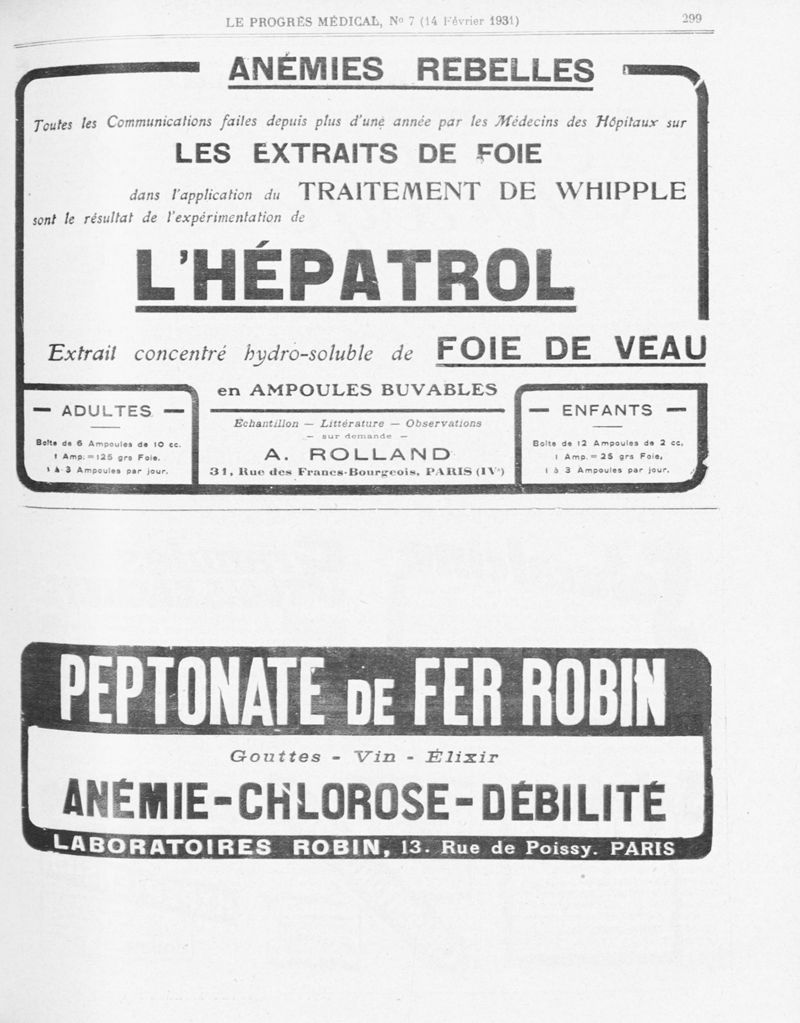 LE PROGRÈS MÉDICAL, No 7 (14 Février 1931)
299
ANÉMIES REBELLES
Toutes les Communications faites depuis plus d'une année par les Médecins des Hôpitaux sur
LES EXTRAITS DE FOIE
dans l'application du TRAITEMENT DE WHIPPLE
sont le résultat de l'expérimentation de
L'HÉPATROL
Extrait concentré hydro-soluble de FOIE DE VEAU
en AMPOULES BUVABLES
— ADULTES —
Boîte de 6 Ampoules de 10 cc.
1 Amp. = 125 grs Foie.
1 à 3 Ampoules par jour.
Echantillon — Littérature — Observations
— sur demande —
A. ROLLAND
31, Rue des Francs-Bourgeois, PARIS (IVe)
— ENFANTS —
Boîte de 12 Ampoules de 2 cc.
1 Amp. = 25 grs Foie,
1 à 3 Ampoules par jour.
PEPTONATE DE FER ROBIN
Gouttes - Vin - Élixir
ANÉMIE-CHLOROSE-DÉBILITÉ
LABORATOIRES ROBIN, 13. Rue de Poissy. PARIS